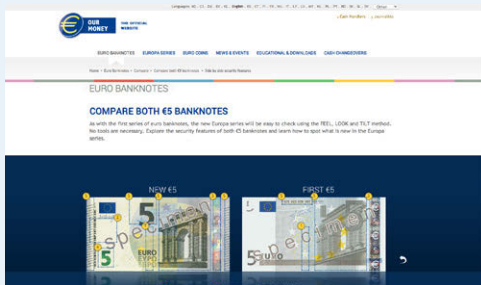 English
OUR
MONEY
THE OFFICIAL
WEBSITE
EURO BANKNOTES EUROPA SERIES EURO COINS NEWS & EVENTS EDUCATIONAL & DOWNLOADS CASH CHANGEOVERS
EURO BANKNOTES
COMPARE BOTH €5 BANKNOTES
As with the first series of euro banknotes, the new Europa series will be easy to check using the FEEL, LOOK and TILT method.
No tools are necessary. Explore the security features of both €5 banknotes and learn how to spot what is new in the Europa
series.
NEW €5 FIRST €5
5
specimen
5
EURO
specimen
5 EURO